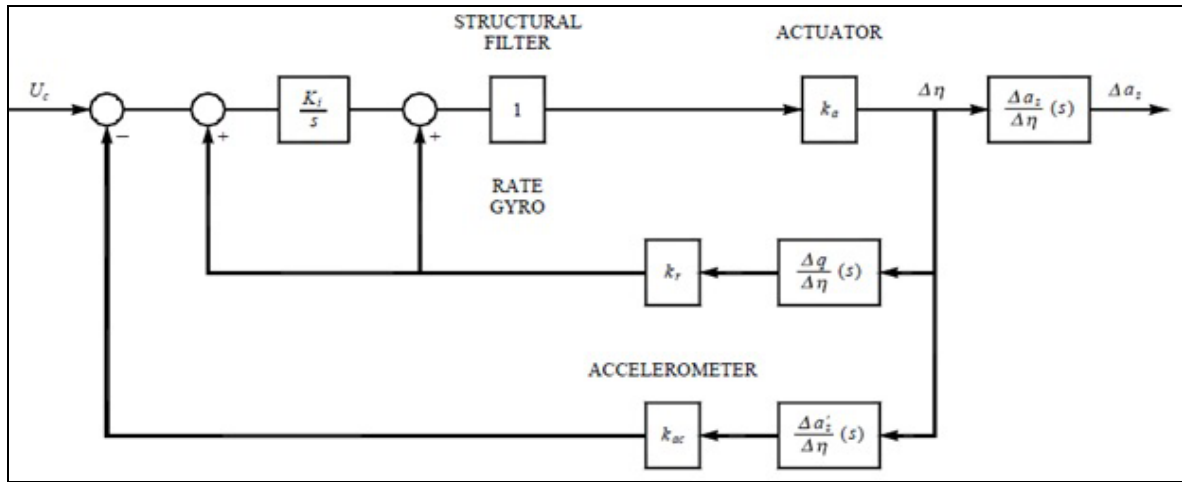 STRUCTURAL
FILTER
ACTUATOR
U_c
−
+
K_i
s
+
1
k_a
Δη
Δa_z
Δη
(s)
Δa_z
RATE
GYRO
k_r
Δq
Δη
(s)
ACCELEROMETER
k_ac
Δa'_z
Δη
(s)